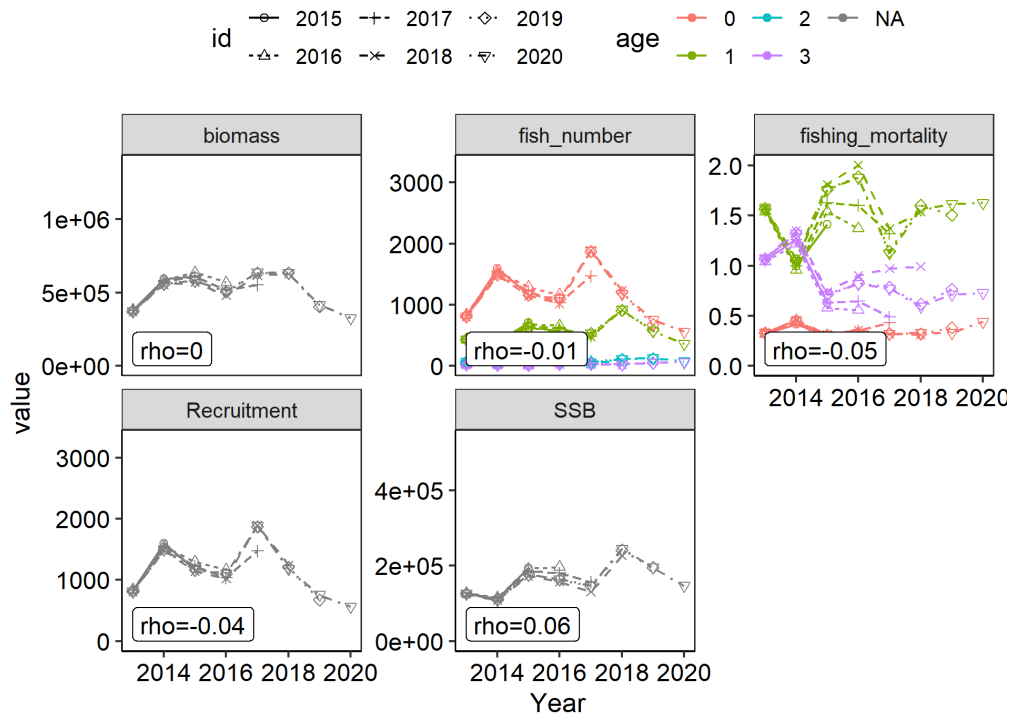 id 2015 2017 2019 age 0 2 NA
2016 2018 2020 1 3
biomass
1e+06
5e+05
0e+00
rho=0
fish_number
3000
2000
1000
0
rho=-0.01
fishing_mortality
2.0
1.5
1.0
0.5
0.0
rho=-0.05
2014 2016 2018 2020
value
Recruitment
3000
2000
1000
0
rho=-0.04
2014 2016 2018 2020
SSB
4e+05
2e+05
0e+00
rho=0.06
2014 2016 2018 2020
Year